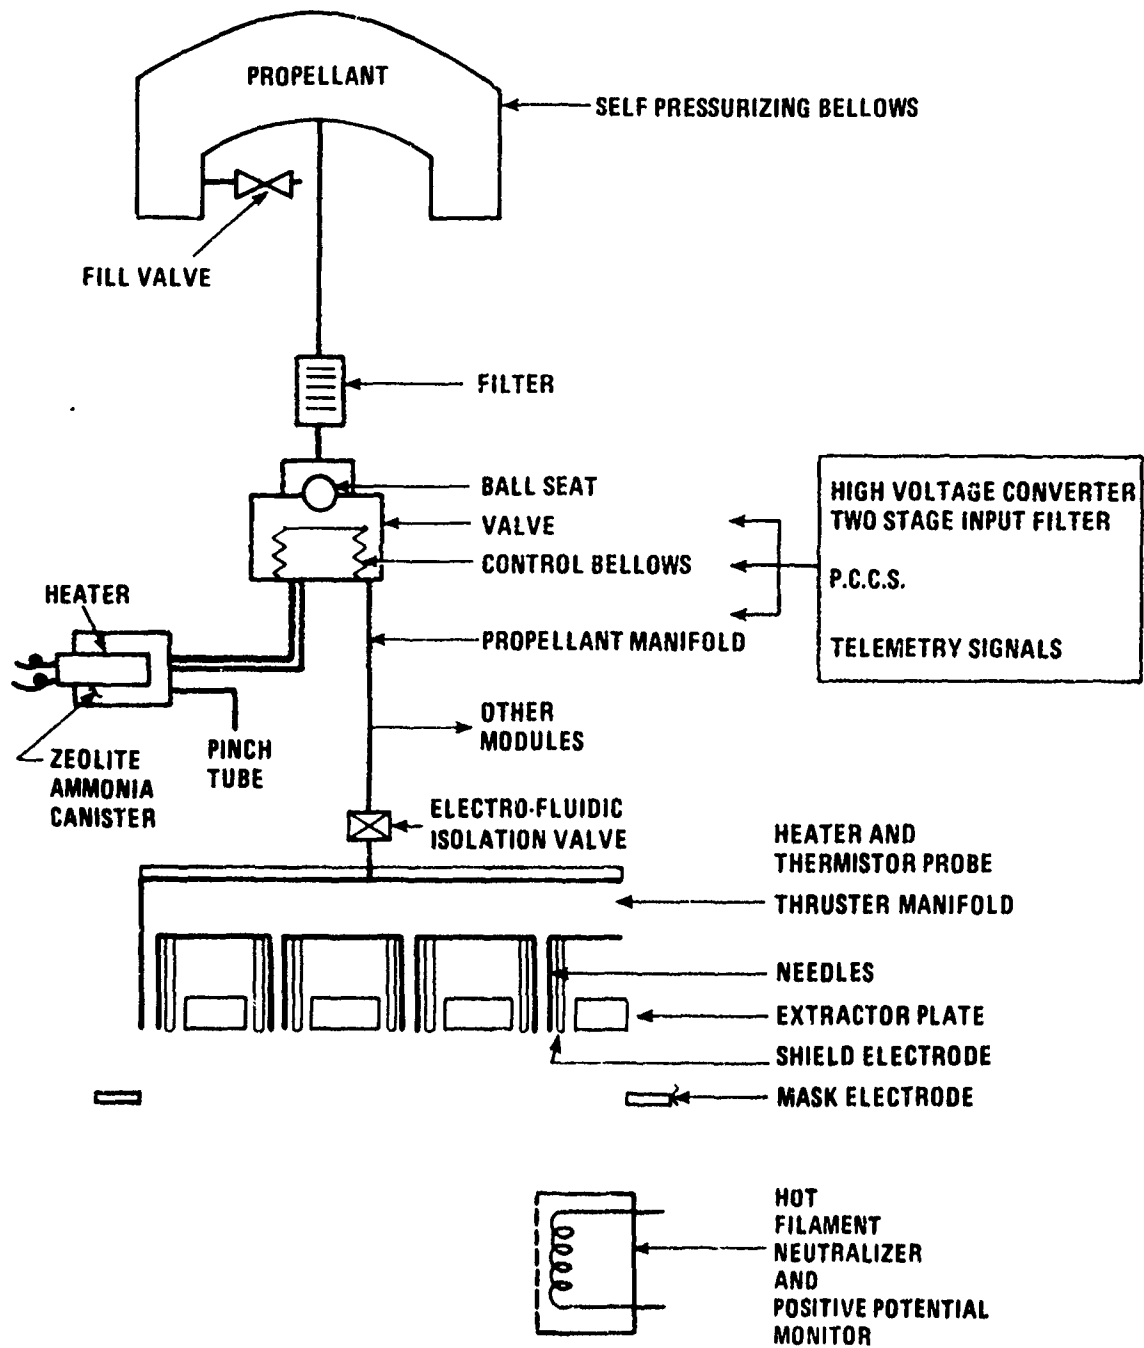 PROPELLANT
SELF PRESSURIZING BELLOWS
FILL VALVE
FILTER
BALL SEAT
VALVE
CONTROL BELLOWS
HIGH VOLTAGE CONVERTER
TWO STAGE INPUT FILTER
P.C.C.S.
TELEMETRY SIGNALS
HEATER
PROPELLANT MANIFOLD
ZEOLITE
AMMONIA
CANISTER
PINCH
TUBE
OTHER
MODULES
ELECTRO-FLUIDIC
ISOLATION VALVE
HEATER AND
THERMISTOR PROBE
THRUSTER MANIFOLD
NEEDLES
EXTRACTOR PLATE
SHIELD ELECTRODE
MASK ELECTRODE
HOT
FILAMENT
NEUTRALIZER
AND
POSITIVE POTENTIAL
MONITOR